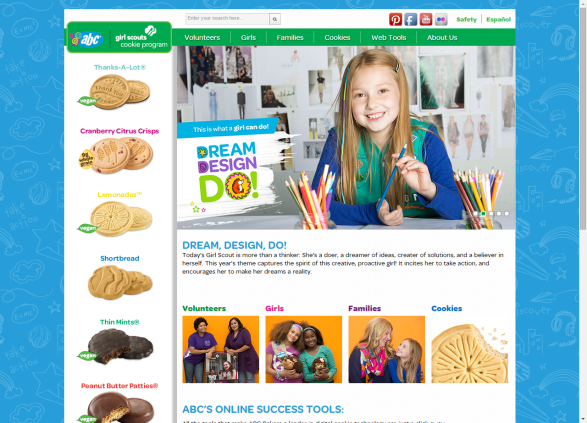 Enter your search here...
Safety
Español
abc
girl scouts
cookie program
Volunteers
Girls
Families
Cookies
Web Tools
About Us
Thanks-A-Lot®
vegan
Cranberry Citrus Crisps
Lemonades™
vegan
Shortbread
Thin Mints®
vegan
Peanut Butter Patties®
vegan
This is what a girl can do!
DREAM
DESIGN
DO!
DREAM, DESIGN, DO!
Today's Girl Scout is more than a thinker: She's a doer, a dreamer of ideas, creater of solutions, and a believer in
herself. This year's theme captures the spirit of this creative, proactive girl! It incites her to take action, and
encourages her to make her dreams a reality.
Volunteers
Girls
Families
Cookies
ABC'S ONLINE SUCCESS TOOLS: